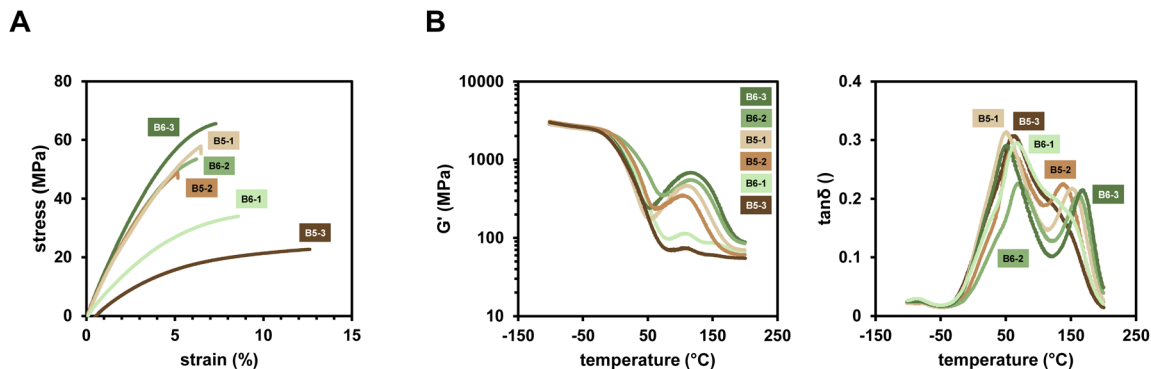 A
B
stress (MPa)
80
60
40
20
0
0
5
10
15
strain (%)
B6-3
B5-1
B6-2
B5-2
B6-1
B5-3
G' (MPa)
10000
1000
100
10
-150
-50
50
150
250
temperature (°C)
B6-3
B6-2
B5-1
B5-2
B6-1
B5-3
tanδ ()
0.4
0.3
0.2
0.1
0
-150
-50
50
150
250
temperature (°C)
B5-1
B5-3
B6-1
B5-2
B6-3
B6-2